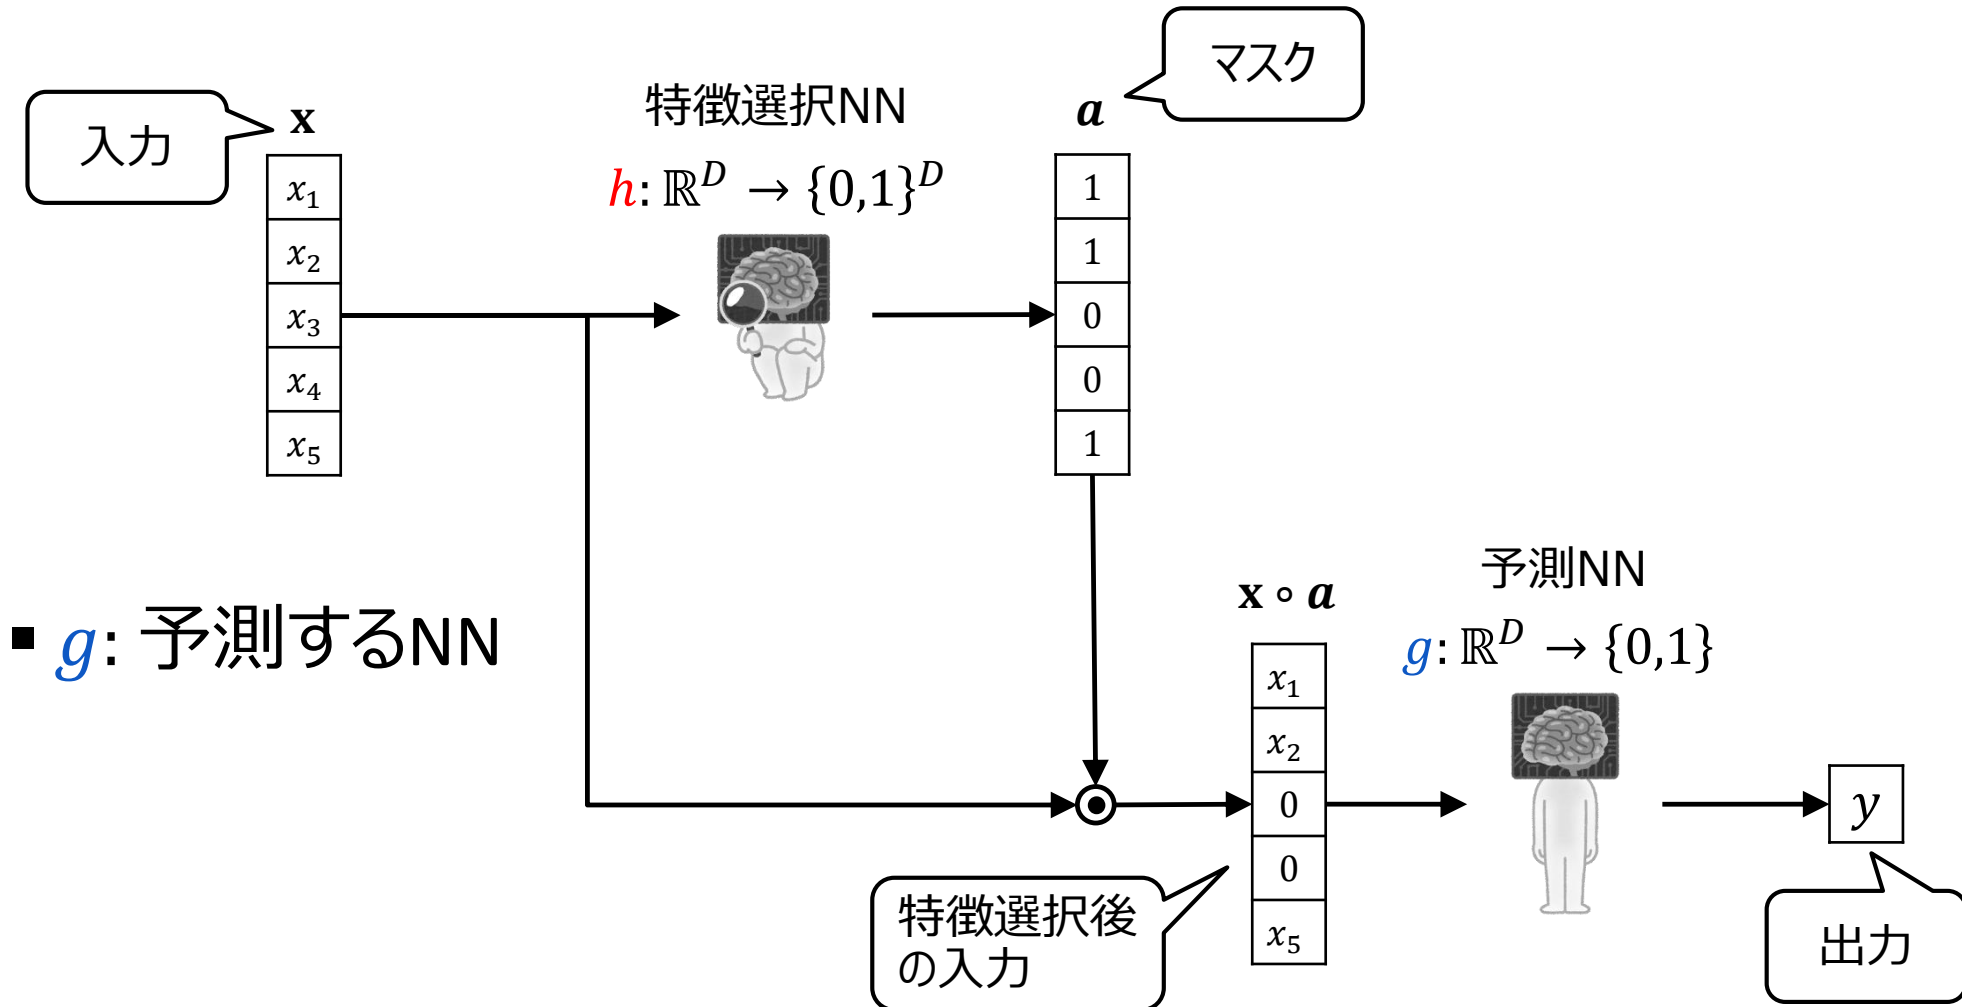 入力
𝐱
x₁
x₂
x₃
x₄
x₅
特徴選択NN
h: ℝᴰ → {0,1}ᴰ
マスク
𝒂
1
1
0
0
1
■ g: 予測するNN
𝐱 ∘ 𝒂
x₁
x₂
0
0
x₅
特徴選択後
の入力
予測NN
g: ℝᴰ → {0,1}
y
出力